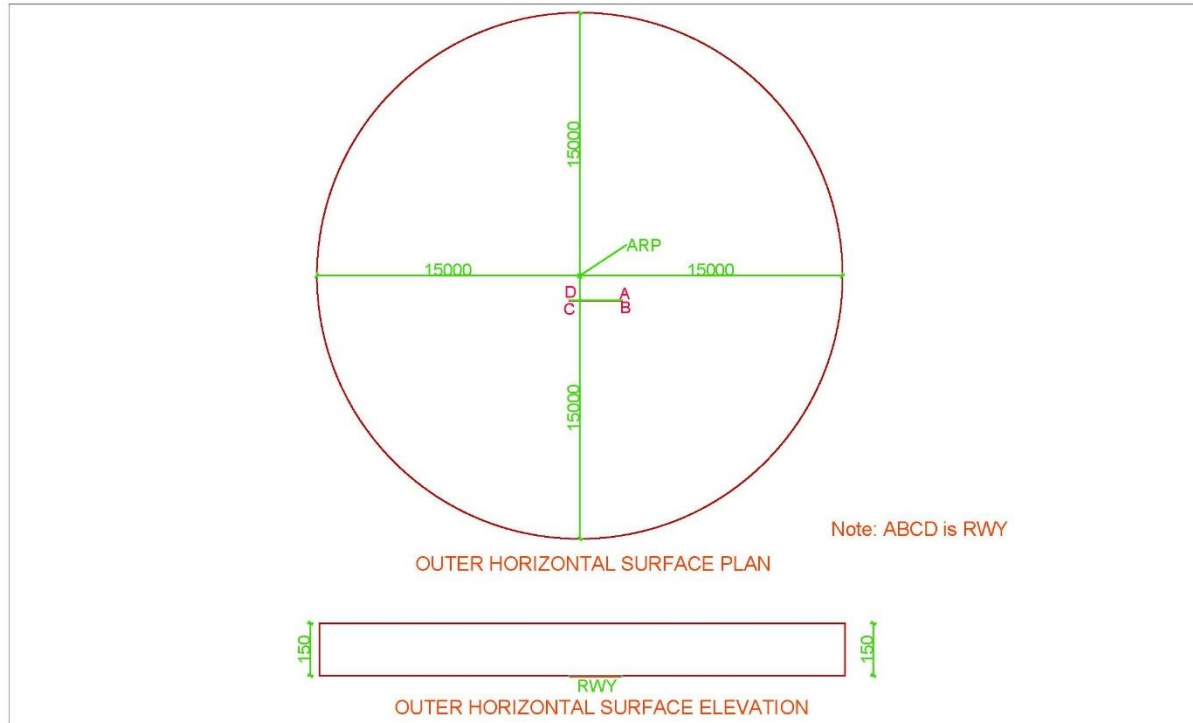 15000
ARP
15000 15000
D A
C B
15000
Note: ABCD is RWY
OUTER HORIZONTAL SURFACE PLAN
150 150
RWY
OUTER HORIZONTAL SURFACE ELEVATION